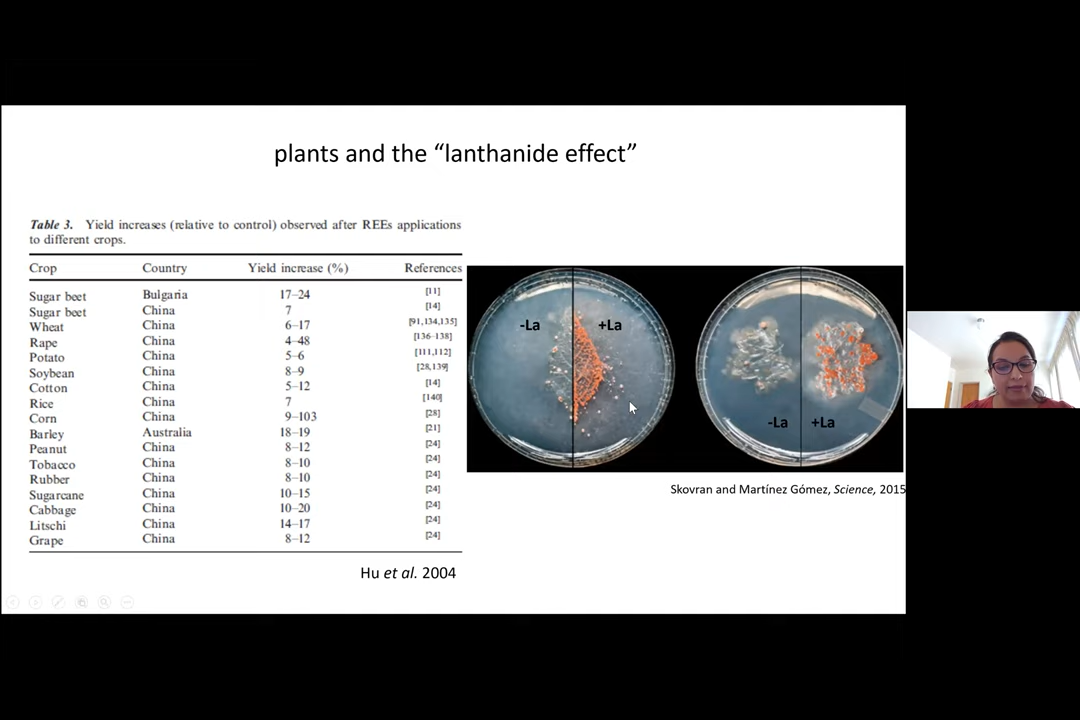 plants and the “lanthanide effect”
Table 3. Yield increases (relative to control) observed after REEs applications
to different crops.
Crop Country Yield increase (%) References
Sugar beet Bulgaria 17–24 [11]
Sugar beet China 7 [14]
Wheat China 6–17 [91,134,135]
Rape China 4–48 [136–138]
Potato China 5–6 [111,112]
Soybean China 8–9 [28,139]
Cotton China 5–12 [14]
Rice China 7 [140]
Corn China 9–103 [28]
Barley Australia 18–19 [21]
Peanut China 8–12 [24]
Tobacco China 8–10 [24]
Rubber China 8–10 [24]
Sugarcane China 10–15 [24]
Cabbage China 10–20 [24]
Litschi China 14–17 [24]
Grape China 8–12 [24]
Hu et al. 2004
-La +La
-La +La
Skovran and Martínez Gómez, Science, 2015